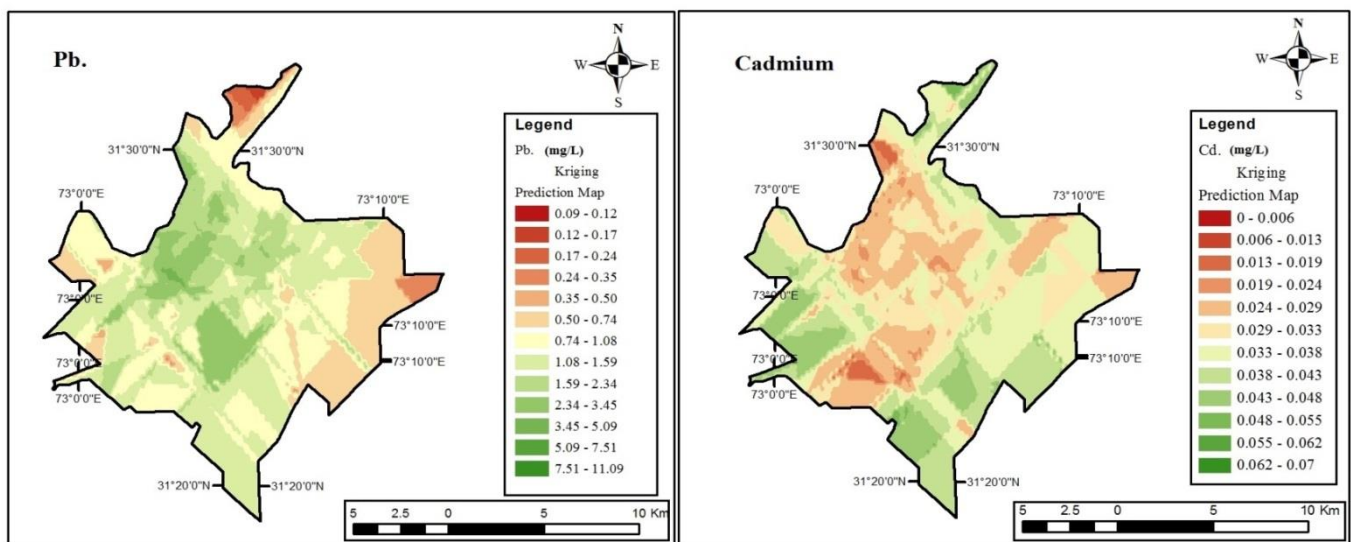 Pb.
N
W E
S
31°30'0"N
31°30'0"N
73°0'0"E
73°10'0"E
73°0'0"E
73°10'0"E
73°0'0"E
73°10'0"E
73°0'0"E
31°20'0"N
31°20'0"N
Legend
Pb. (mg/L)
Kriging
Prediction Map
0.09 - 0.12
0.12 - 0.17
0.17 - 0.24
0.24 - 0.35
0.35 - 0.50
0.50 - 0.74
0.74 - 1.08
1.08 - 1.59
1.59 - 2.34
2.34 - 3.45
3.45 - 5.09
5.09 - 7.51
7.51 - 11.09
5 2.5 0 5 10 Km
Cadmium
N
W E
S
31°30'0"N
31°30'0"N
73°0'0"E
73°10'0"E
73°0'0"E
73°10'0"E
73°0'0"E
73°10'0"E
73°0'0"E
31°20'0"N
31°20'0"N
Legend
Cd. (mg/L)
Kriging
Prediction Map
0 - 0.006
0.006 - 0.013
0.013 - 0.019
0.019 - 0.024
0.024 - 0.029
0.029 - 0.033
0.033 - 0.038
0.038 - 0.043
0.043 - 0.048
0.048 - 0.055
0.055 - 0.062
0.062 - 0.07
5 2.5 0 5 10 Km